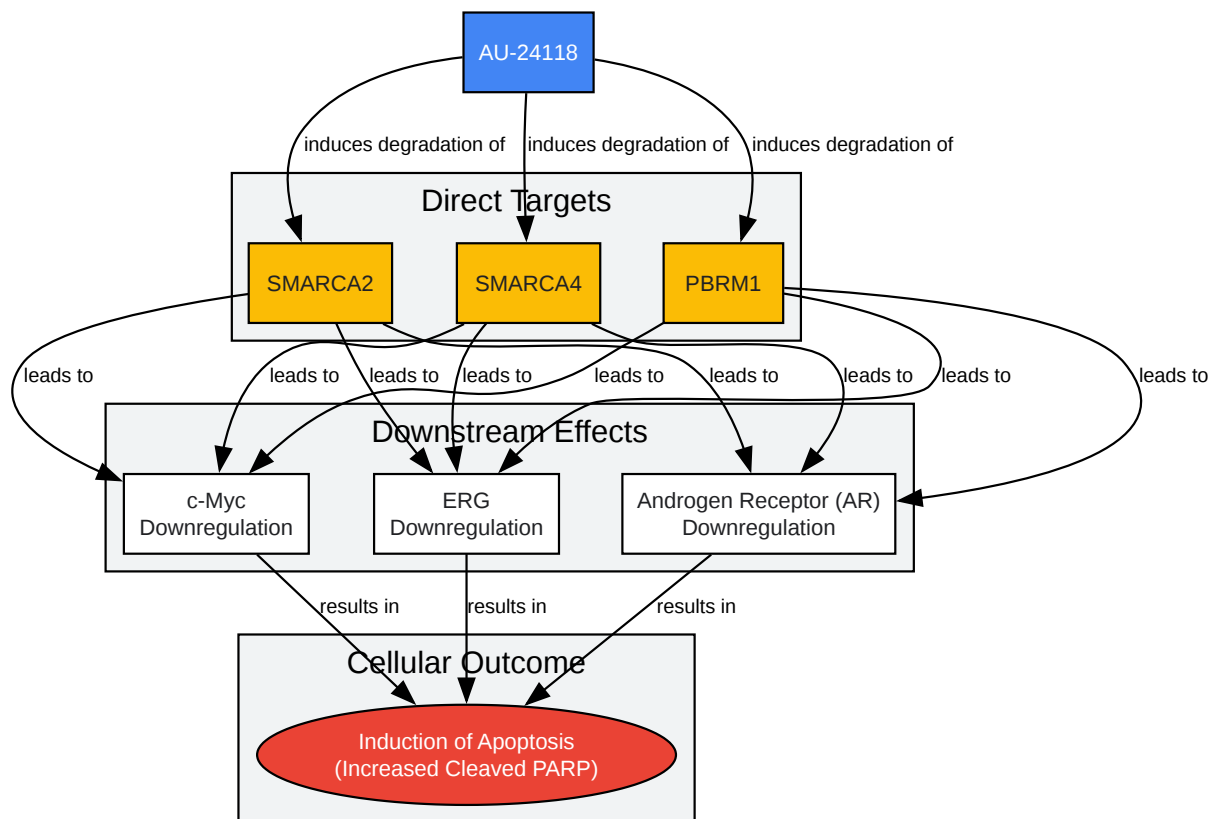 AU-24118
induces degradation of
induces degradation of
induces degradation of
Direct Targets
SMARCA2
SMARCA4
PBRM1
leads to
leads to
leads to
leads to
leads to
leads to
leads to
leads to
leads to
Downstream Effects
c-Myc
Downregulation
ERG
Downregulation
Androgen Receptor (AR)
Downregulation
results in
results in
results in
Cellular Outcome
Induction of Apoptosis
(Increased Cleaved PARP)